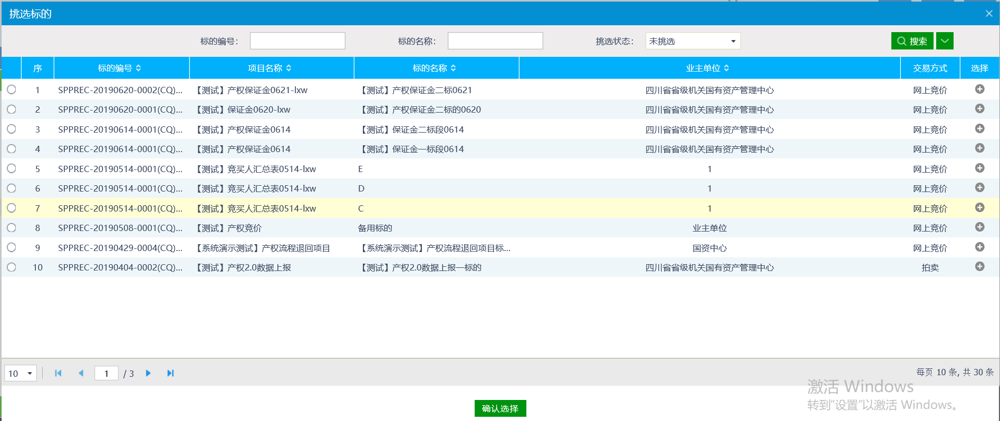 挑选标的
标的编号： 标的名称： 挑选状态： 未挑选 搜索
序 标的编号 项目名称 标的名称 业主单位 交易方式 选择
1 SPPREC-20190620-0002(CQ)... 【测试】产权保证金0621-lxw 【测试】产权保证金二标0621 四川省省级机关国有资产管理中心 网上竞价
2 SPPREC-20190620-0001(CQ)... 【测试】保证金0620-lxw 【测试】产权保证金二标的0620 四川省省级机关国有资产管理中心 网上竞价
3 SPPREC-20190614-0001(CQ)... 【测试】产权保证金0614 【测试】保证金二标段0614 四川省省级机关国有资产管理中心 网上竞价
4 SPPREC-20190614-0001(CQ)... 【测试】产权保证金0614 【测试】保证金一标段0614 四川省省级机关国有资产管理中心 网上竞价
5 SPPREC-20190514-0001(CQ)... 【测试】竞买人汇总表0514-lxw E 1 网上竞价
6 SPPREC-20190514-0001(CQ)... 【测试】竞买人汇总表0514-lxw D 1 网上竞价
7 SPPREC-20190514-0001(CQ)... 【测试】竞买人汇总表0514-lxw C 1 网上竞价
8 SPPREC-20190508-0001(CQ)... 【测试】产权竞价 备用标的 业主单位 网上竞价
9 SPPREC-20190429-0004(CQ)... 【系统演示测试】产权流程退回项目 【系统演示测试】产权流程退回项目标... 国资中心 网上竞价
10 SPPREC-20190404-0002(CQ)... 【测试】产权2.0数据上报 【测试】产权2.0数据上报一标的 四川省省级机关国有资产管理中心 拍卖
10 1 / 3 每页 10 条, 共 30 条
激活 Windows
转到“设置”以激活 Windows。
确认选择